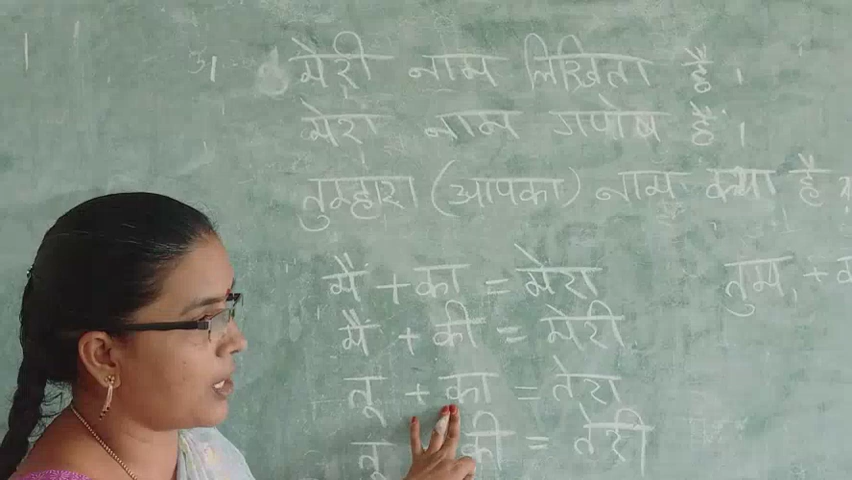 मेरी नाम लिखिता है।
मेरा नाम गणेष है।
तुम्हारा (आपका) नाम क्या है
मैं + का = मेरा
मैं + की = मेरी
तू + का = तेरा
तू की = तेरी
तुम +